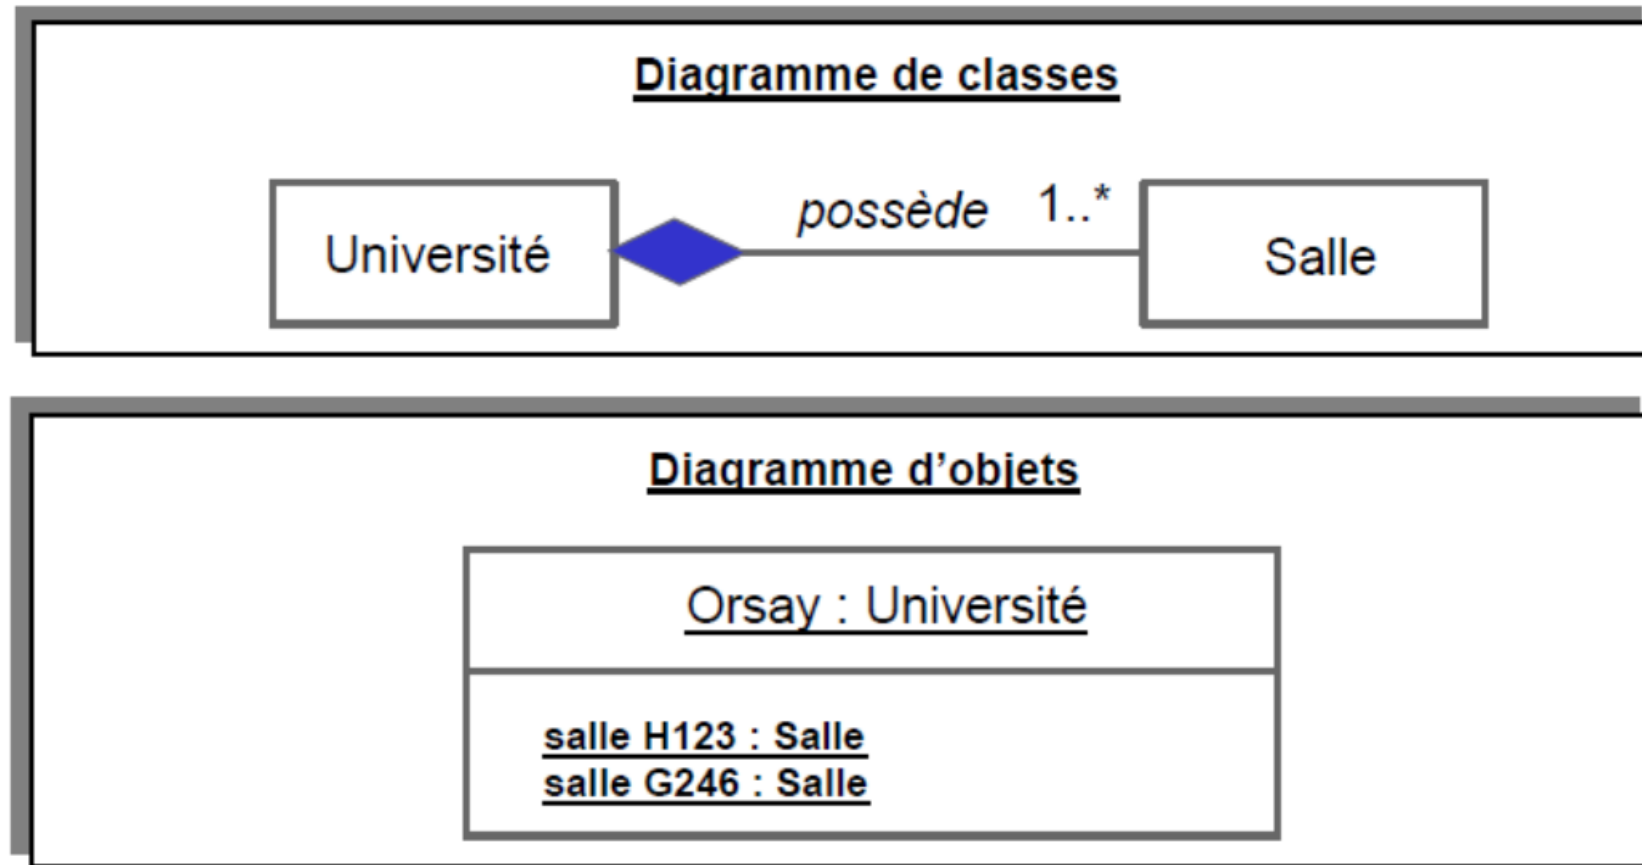 Diagramme de classes
possède 1..*
Université
Salle
Diagramme d'objets
Orsay : Université
salle H123 : Salle
salle G246 : Salle